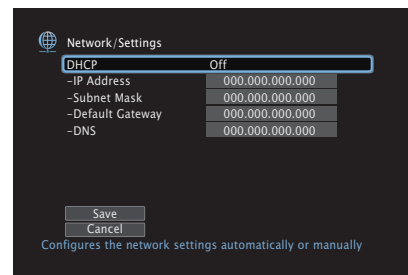 Network/Settings
DHCP Off
-IP Address 000.000.000.000
-Subnet Mask 000.000.000.000
-Default Gateway 000.000.000.000
-DNS 000.000.000.000
Save
Cancel
Configures the network settings automatically or manually